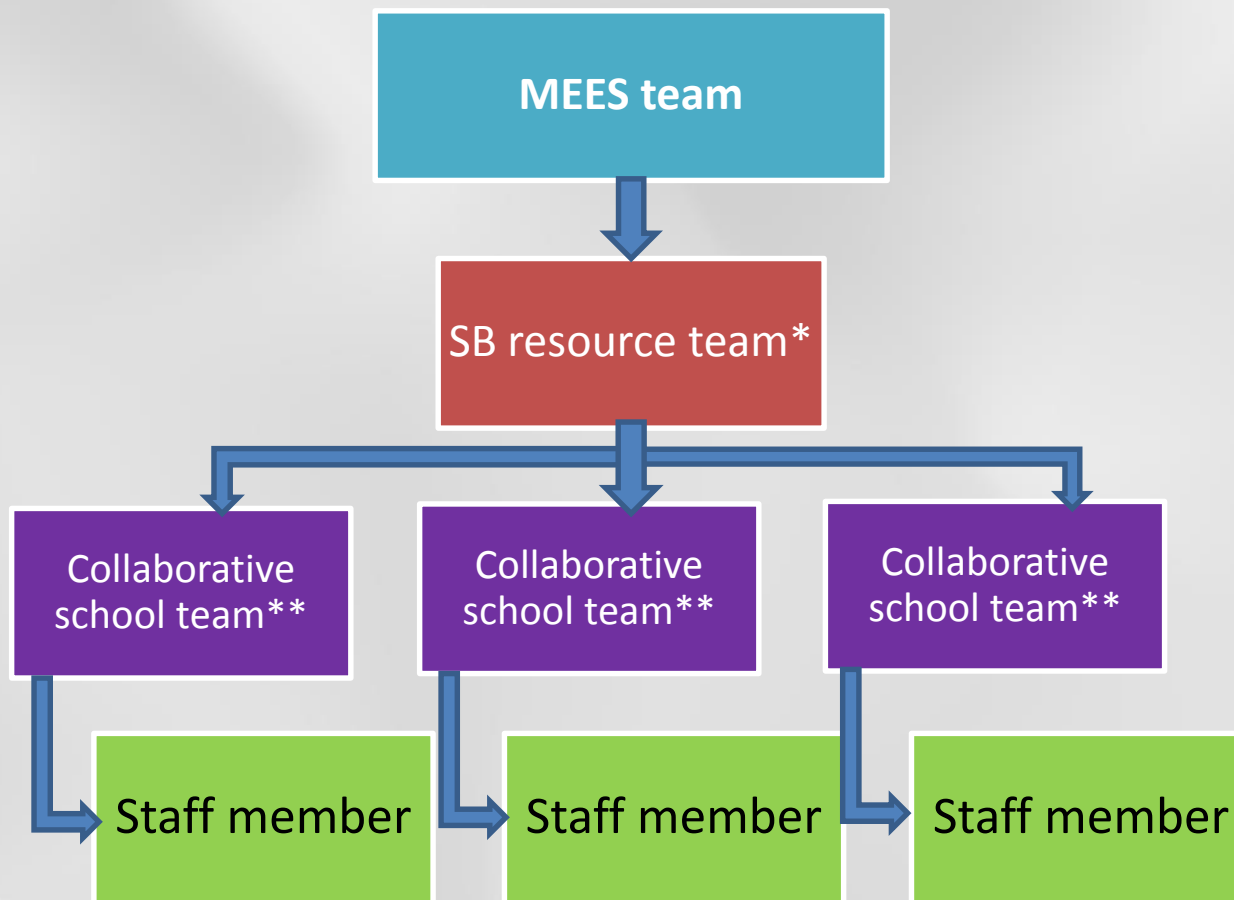 MEES team
SB resource team*
Collaborative
school team**
Collaborative
school team**
Collaborative
school team**
Staff member
Staff member
Staff member